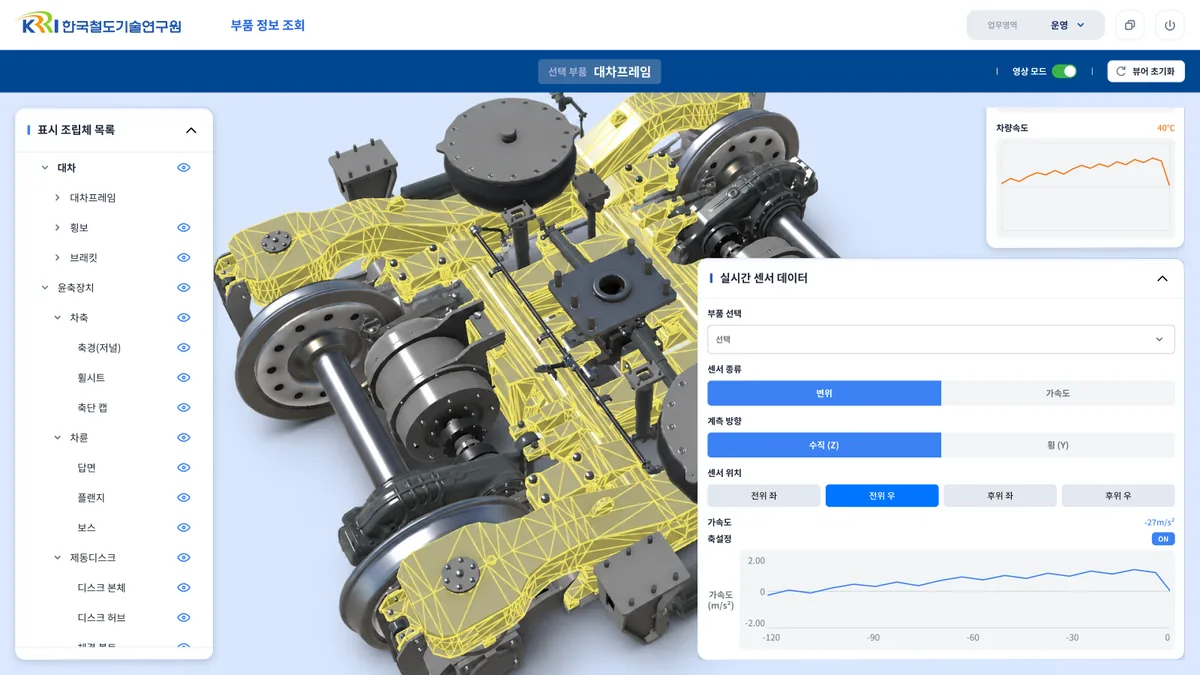 KRRI 한국철도기술연구원
부품 정보 조회
업무영역 운영
선택 부품 대차프레임
영상 모드
뷰어 초기화
표시 조립체 목록
대차
대차프레임
횡보
브래킷
윤축장치
차축
축경(저널)
휠시트
축단 캡
차륜
답면
플랜지
보스
제동디스크
디스크 본체
디스크 허브
체결 볼트
차량속도 40℃
실시간 센서 데이터
부품 선택
선택
센서 종류
변위 가속도
계측 방향
수직 (Z) 횡 (Y)
센서 위치
전위 좌 전위 우 후위 좌 후위 우
가속도 -27m/s²
축설정 ON
가속도
(m/s²)
2.00
0
-2.00
-120 -90 -60 -30 0